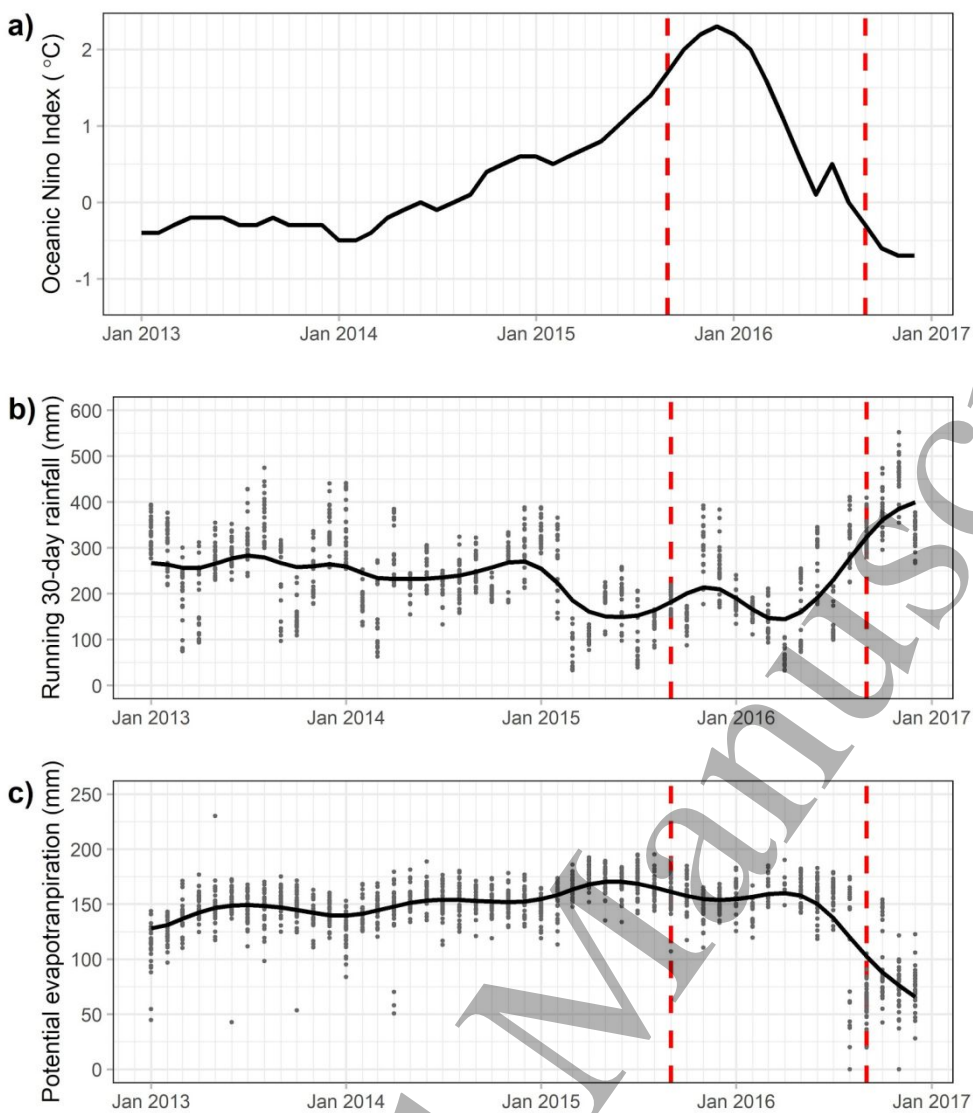 a)
Oceanic Nino Index ( °C)
2
1
0
-1
Jan 2013 Jan 2014 Jan 2015 Jan 2016 Jan 2017
b)
Running 30-day rainfall (mm)
600
500
400
300
200
100
0
Jan 2013 Jan 2014 Jan 2015 Jan 2016 Jan 2017
c)
Potential evapotranpiration (mm)
250
200
150
100
50
0
Jan 2013 Jan 2014 Jan 2015 Jan 2016 Jan 2017
Manusc